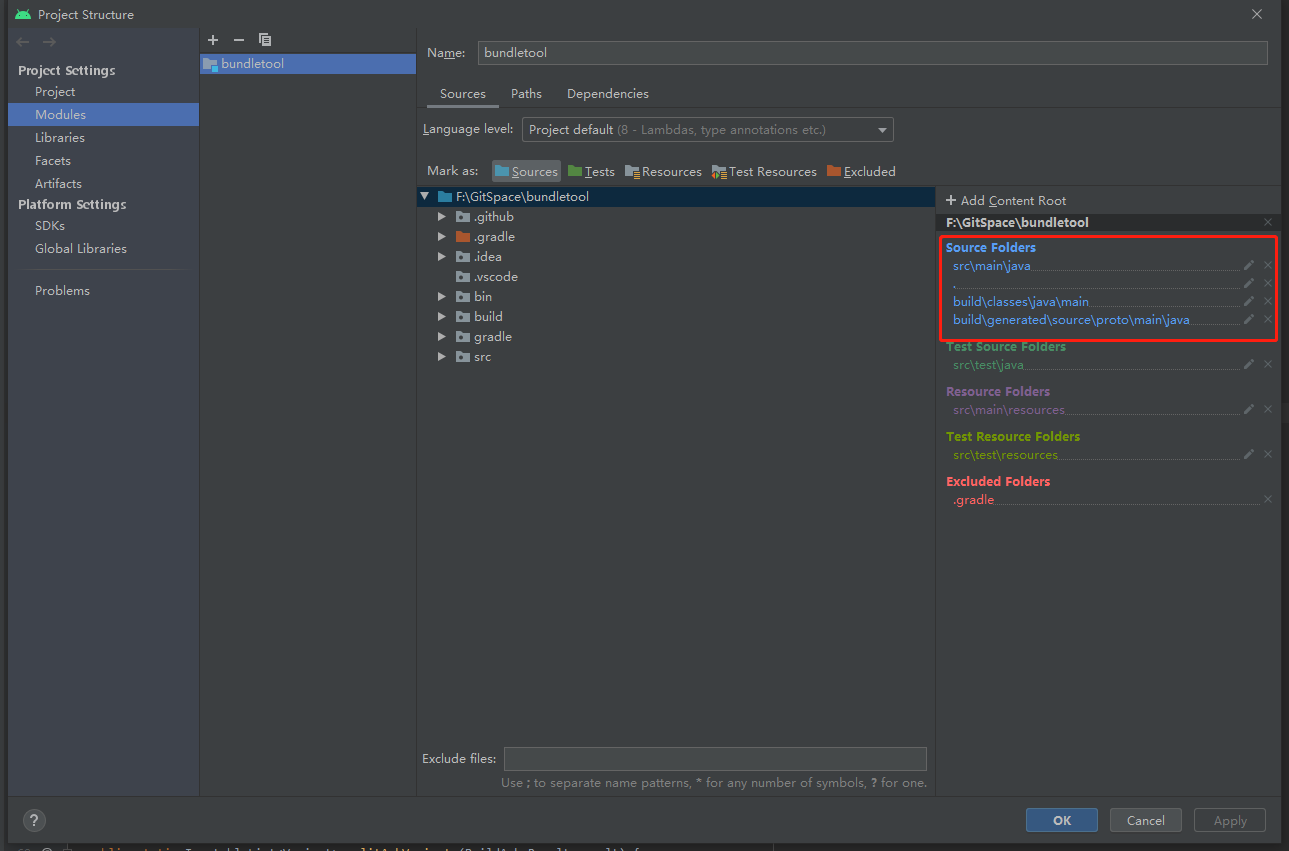 Project Structure
Project Settings
Project
Modules
Libraries
Facets
Artifacts
Platform Settings
SDKs
Global Libraries
Problems
bundletool
Name: bundletool
Sources Paths Dependencies
Language level: Project default (8 - Lambdas, type annotations etc.)
Mark as: Sources Tests Resources Test Resources Excluded
F:\GitSpace\bundletool
.github
.gradle
.idea
.vscode
bin
build
gradle
src
Add Content Root
F:\GitSpace\bundletool
Source Folders
src\main\java
.
build\classes\java\main
build\generated\source\proto\main\java
Test Source Folders
src\test\java
Resource Folders
src\main\resources
Test Resource Folders
src\test\resources
Excluded Folders
.gradle
Exclude files:
Use ; to separate name patterns, * for any number of symbols, ? for one.
? OK Cancel Apply